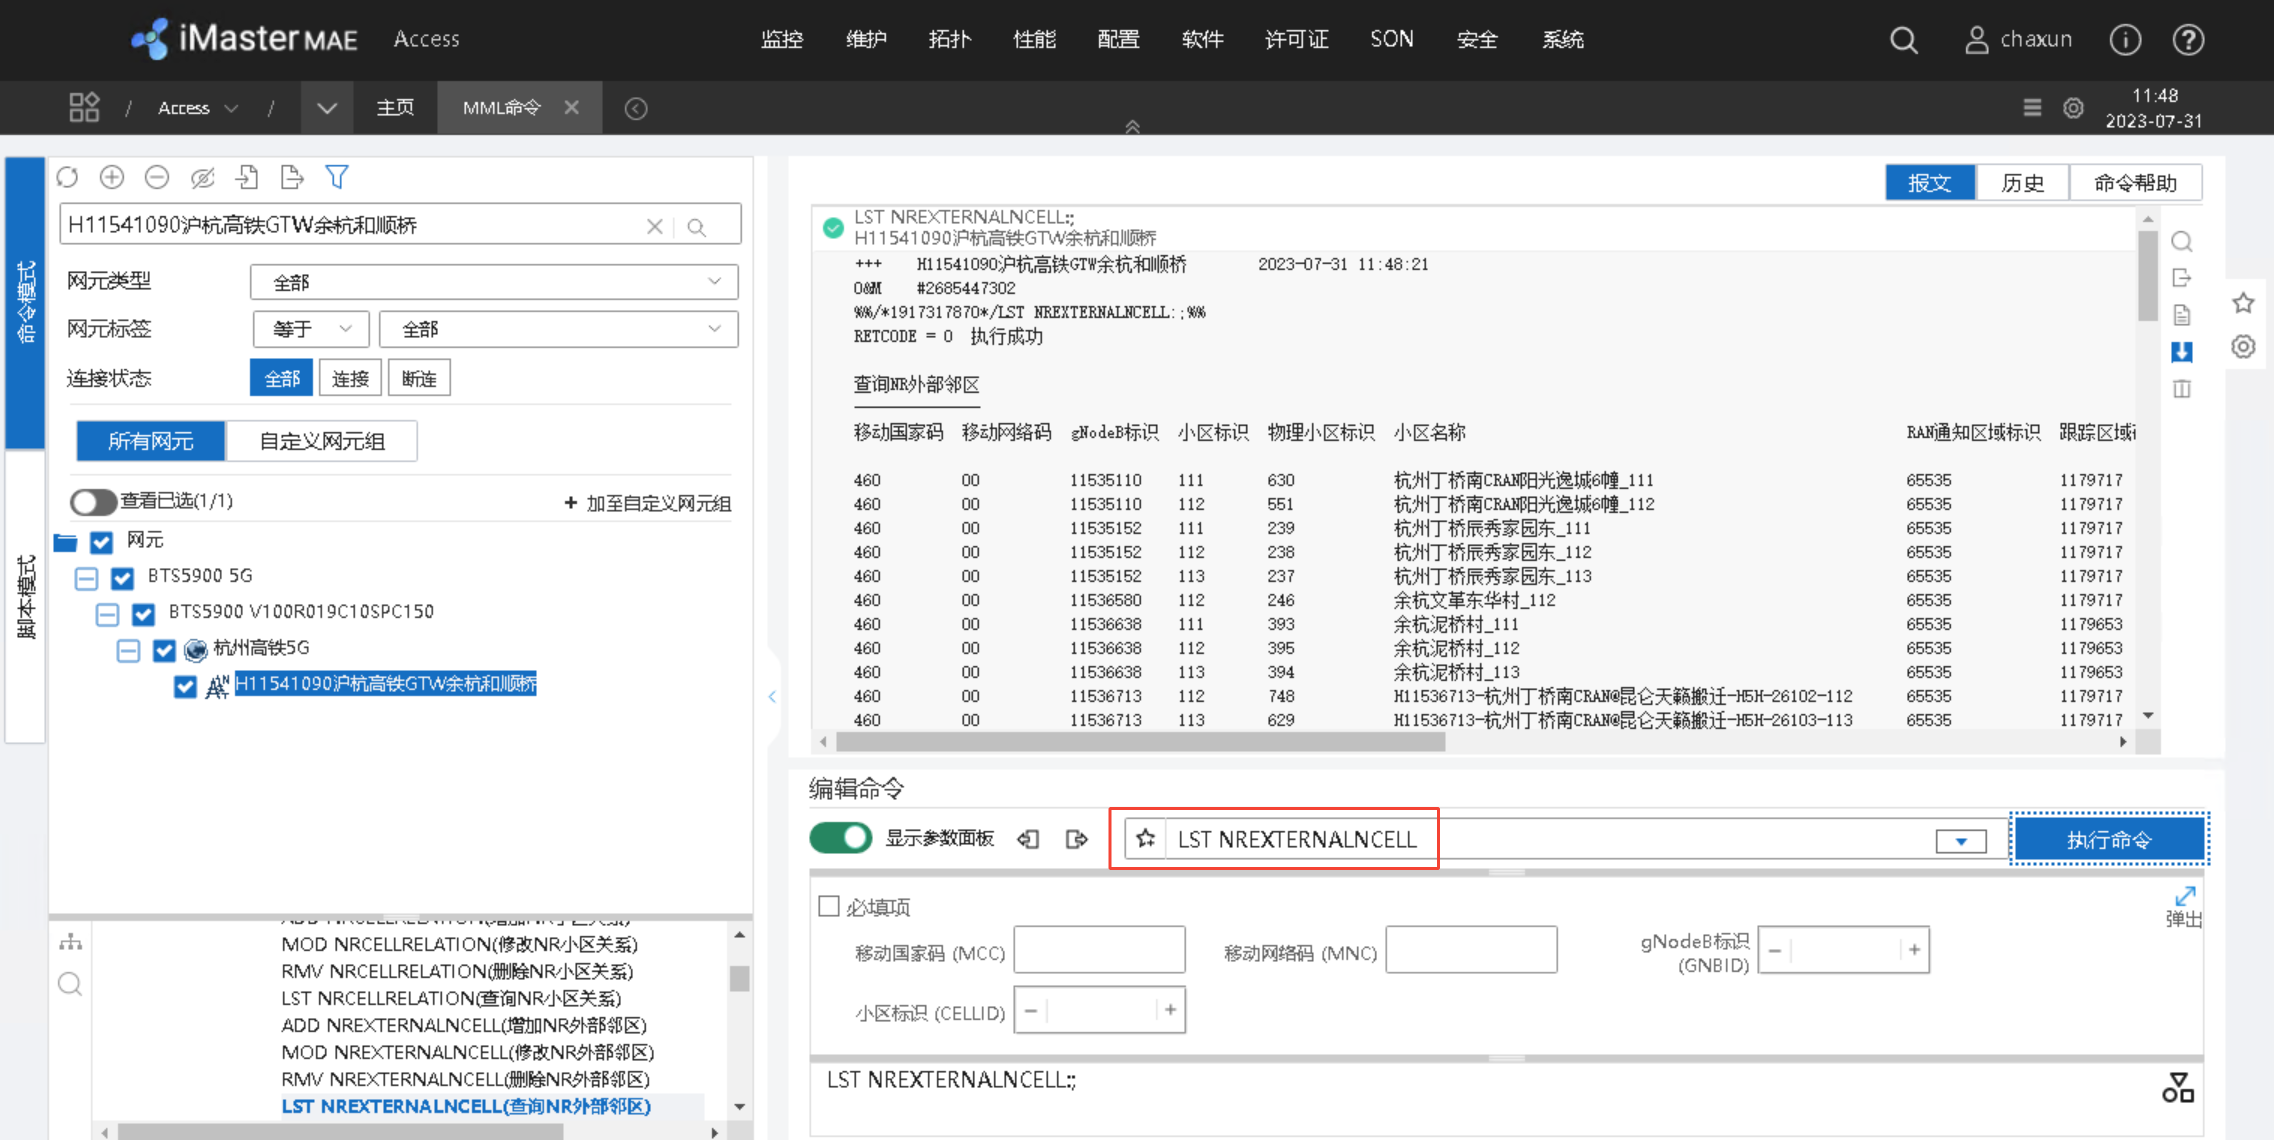 iMaster MAE Access 监控 维护 拓扑 性能 配置 软件 许可证 SON 安全 系统 chaxun
/ Access / 主页 MML命令 11:48
2023-07-31
命令模式
脚本模式
H11541090沪杭高铁GTW余杭和顺桥
网元类型 全部
网元标签 等于 全部
连接状态 全部 连接 断连
所有网元 自定义网元组
查看已选(1/1) + 加至自定义网元组
网元
BTS5900 5G
BTS5900 V100R019C10SPC150
杭州高铁5G
H11541090沪杭高铁GTW余杭和顺桥
ADD NRCELLRELATION(增加NR小区关系)
MOD NRCELLRELATION(修改NR小区关系)
RMV NRCELLRELATION(删除NR小区关系)
LST NRCELLRELATION(查询NR小区关系)
ADD NREXTERNALNCELL(增加NR外部邻区)
MOD NREXTERNALNCELL(修改NR外部邻区)
RMV NREXTERNALNCELL(删除NR外部邻区)
LST NREXTERNALNCELL(查询NR外部邻区)
报文 历史 命令帮助
LST NREXTERNALNCELL:;
H11541090沪杭高铁GTW余杭和顺桥
+++ H11541090沪杭高铁GTW余杭和顺桥 2023-07-31 11:48:21
O&M #2685447302
%%/*1917317870*/LST NREXTERNALNCELL:;%%
RETCODE = 0 执行成功
查询NR外部邻区
移动国家码 移动网络码 gNodeB标识 小区标识 物理小区标识 小区名称 RAN通知区域标识 跟踪区域
460 00 11535110 111 630 杭州丁桥南CRAN阳光逸城6幢_111 65535 1179717
460 00 11535110 112 551 杭州丁桥南CRAN阳光逸城6幢_112 65535 1179717
460 00 11535152 111 239 杭州丁桥辰秀家园东_111 65535 1179717
460 00 11535152 112 238 杭州丁桥辰秀家园东_112 65535 1179717
460 00 11535152 113 237 杭州丁桥辰秀家园东_113 65535 1179717
460 00 11536580 112 246 余杭文革东华村_112 65535 1179717
460 00 11536638 111 393 余杭泥桥村_111 65535 1179653
460 00 11536638 112 395 余杭泥桥村_112 65535 1179653
460 00 11536638 113 394 余杭泥桥村_113 65535 1179653
460 00 11536713 112 748 H11536713-杭州丁桥南CRAN@昆仑天籁搬迁-H5H-26102-112 65535 1179717
460 00 11536713 113 629 H11536713-杭州丁桥南CRAN@昆仑天籁搬迁-H5H-26103-113 65535 1179717
编辑命令
显示参数面板 LST NREXTERNALNCELL 执行命令
必填项 弹出
移动国家码 (MCC) 移动网络码 (MNC) gNodeB标识 (GNBID) − +
小区标识 (CELLID) − +
LST NREXTERNALNCELL:;